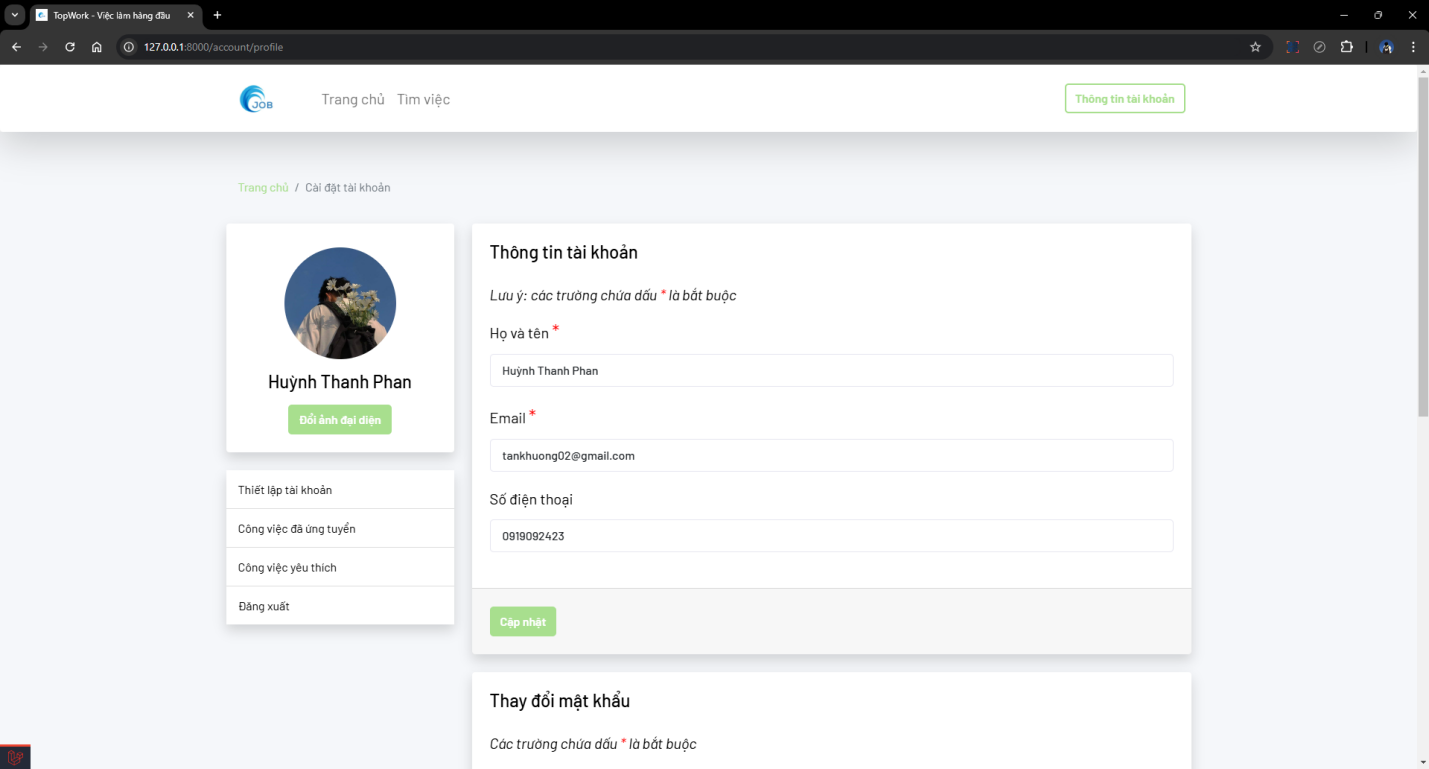 TopWork - Việc làm hàng đầu
127.0.0.1:8000/account/profile
JOB
Trang chủ
Tìm việc
Thông tin tài khoản
Trang chủ / Cài đặt tài khoản
Huỳnh Thanh Phan
Đổi ảnh đại diện
Thiết lập tài khoản
Công việc đã ứng tuyển
Công việc yêu thích
Đăng xuất
Thông tin tài khoản
Lưu ý: các trường chứa dấu * là bắt buộc
Họ và tên *
Huỳnh Thanh Phan
Email *
tankhuong02@gmail.com
Số điện thoại
0919092423
Cập nhật
Thay đổi mật khẩu
Các trường chứa dấu * là bắt buộc